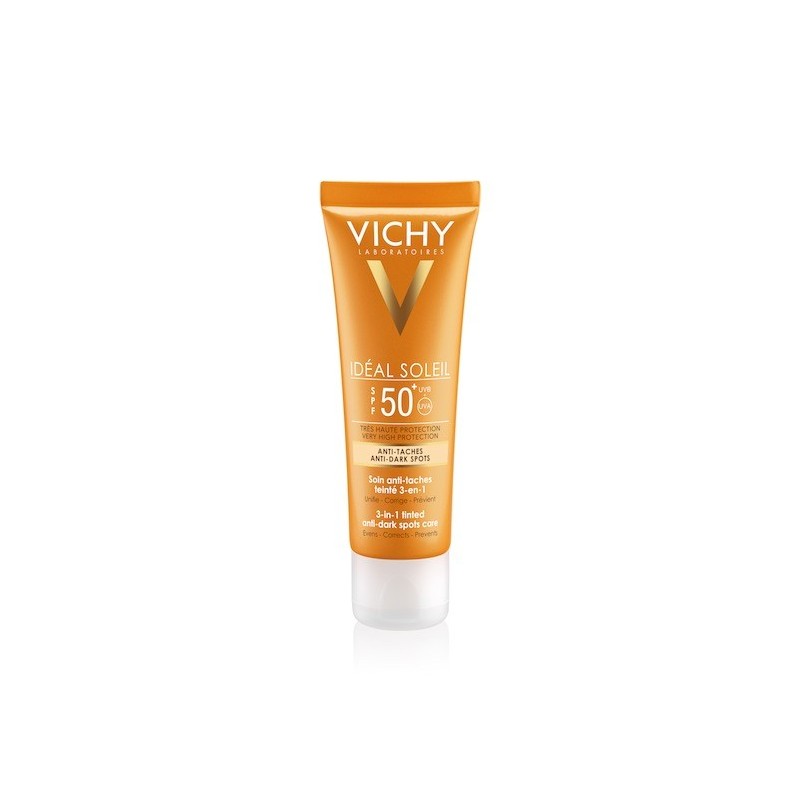 VICHY
LABORATOIRES
IDÉAL SOLEIL
SPF 50+ UVB
UVA
TRÈS HAUTE PROTECTION
VERY HIGH PROTECTION
ANTI-TACHES
ANTI-DARK SPOTS
Soin anti-taches
teinté 3-en-1
Unifie - Corrige - Prévient
3-in-1 tinted
anti-dark spots care
Evens - Corrects - Prevents